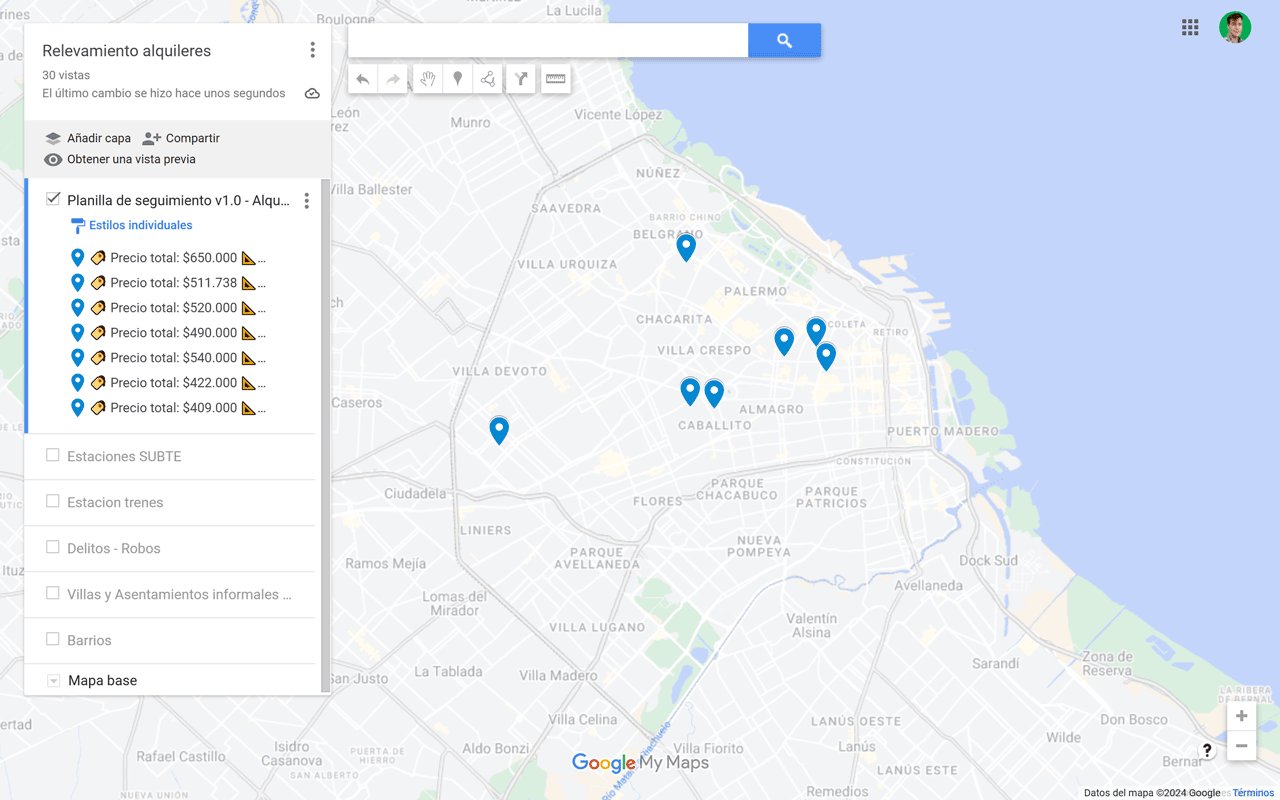 Relevamiento alquileres
30 vistas
El último cambio se hizo hace unos segundos
Añadir capa
Compartir
Obtener una vista previa
Planilla de seguimiento v1.0 - Alqu...
Estilos individuales
Precio total: $650.000 ...
Precio total: $511.738 ...
Precio total: $520.000 ...
Precio total: $490.000 ...
Precio total: $540.000 ...
Precio total: $422.000 ...
Precio total: $409.000 ...
Estaciones SUBTE
Estacion trenes
Delitos - Robos
Villas y Asentamientos informales ...
Barrios
Mapa base
La Lucila
Boulogne
Munro
Vicente López
Villa Ballester
NÚÑEZ
SAAVEDRA
BARRIO CHINO
BELGRANO
VILLA URQUIZA
PALERMO
CHACARITA
RETIRO
VILLA CRESPO
VILLA DEVOTO
Caseros
ALMAGRO
CABALLITO
PUERTO MADERO
CONSTITUCIÓN
Ciudadela
FLORES
PARQUE
CHACABUCO
PARQUE
PATRICIOS
LINIERS
NUEVA
POMPEYA
PARQUE
AVELLANEDA
Ramos Mejía
Dock Sud
Avellaneda
Lomas del
Mirador
VILLA LUGANO
Valentín
Alsina
Sarandí
Zona de
Reserva
La Tablada
Villa Madero
San Justo
LA RIBERA
DE BERNAL
Villa Celina
LANÚS OESTE
Don Bosco
Wilde
Rafael Castillo
Isidro
Casanova
PUERTA DE
HIERRO
Aldo Bonzi
Villa Fiorito
Lanús
Bernal
SAN ALBERTO
LANÚS ESTE
Remedios
NUEVA UNIÓN
Google My Maps
+
−
?
Datos del mapa ©2024 Google
Términos